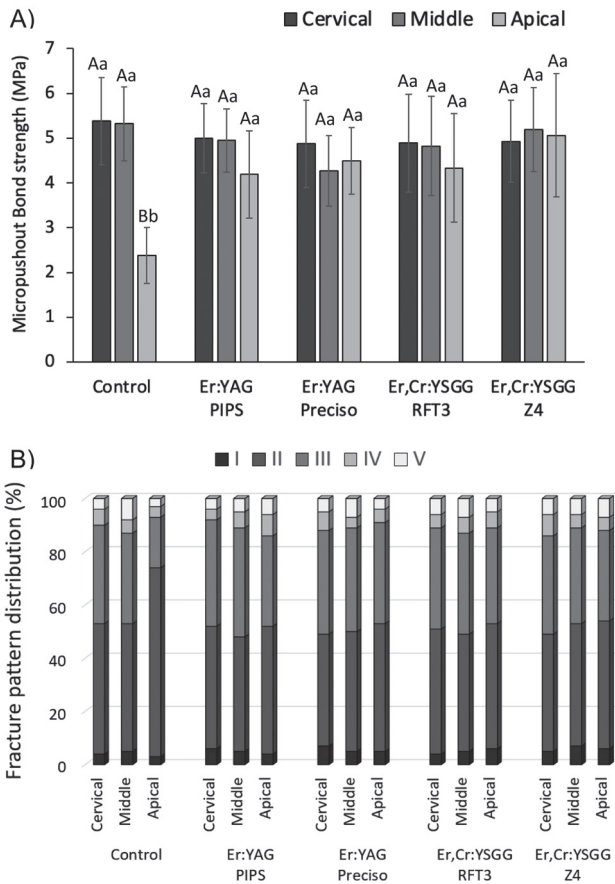 A)
Cervical Middle Apical
Micropushout Bond strength (MPa)
7
6
5
4
3
2
1
0
Aa Aa Bb Aa Aa Aa Aa Aa Aa Aa Aa Aa Aa Aa Aa
Control Er:YAG Er:YAG Er,Cr:YSGG Er,Cr:YSGG
PIPS Preciso RFT3 Z4
B)
I II III IV V
Fracture pattern distribution (%)
100
80
60
40
20
0
Cervical Middle Apical Cervical Middle Apical Cervical Middle Apical Cervical Middle Apical Cervical Middle Apical
Control Er:YAG Er:YAG Er,Cr:YSGG Er,Cr:YSGG
PIPS Preciso RFT3 Z4